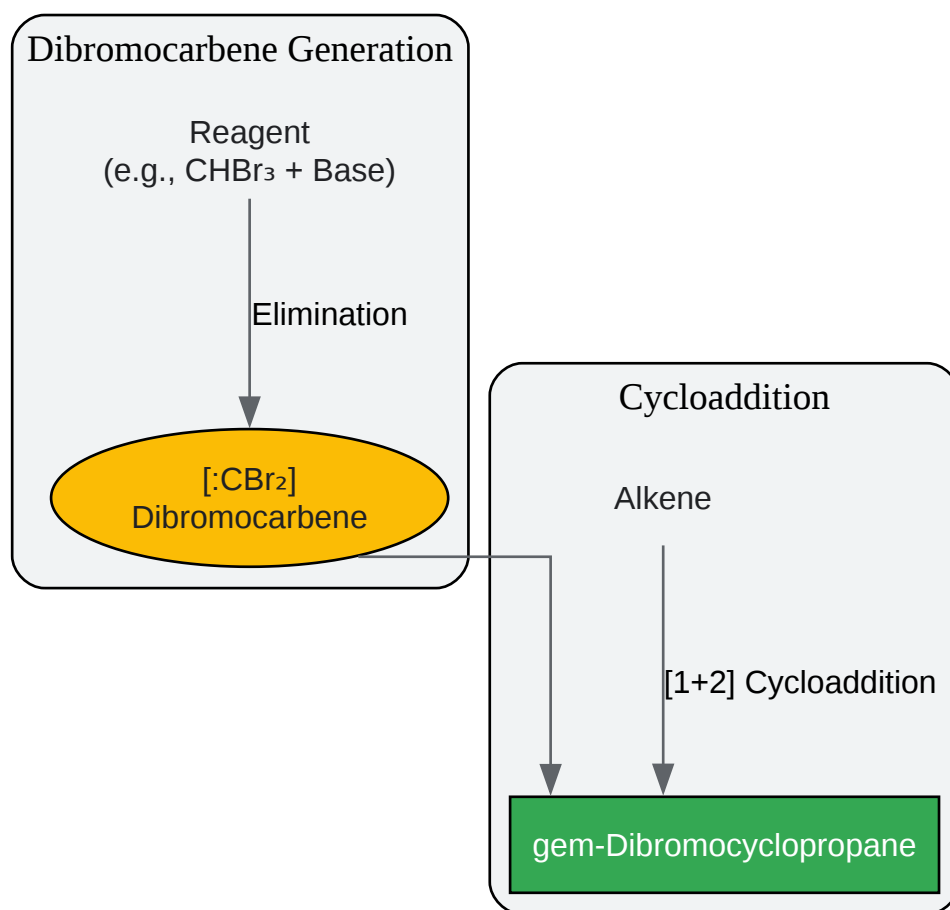 Dibromocarbene Generation
Reagent
(e.g., CHBr₃ + Base)
Elimination
[:CBr₂]
Dibromocarbene
Cycloaddition
Alkene
[1+2] Cycloaddition
gem-Dibromocyclopropane